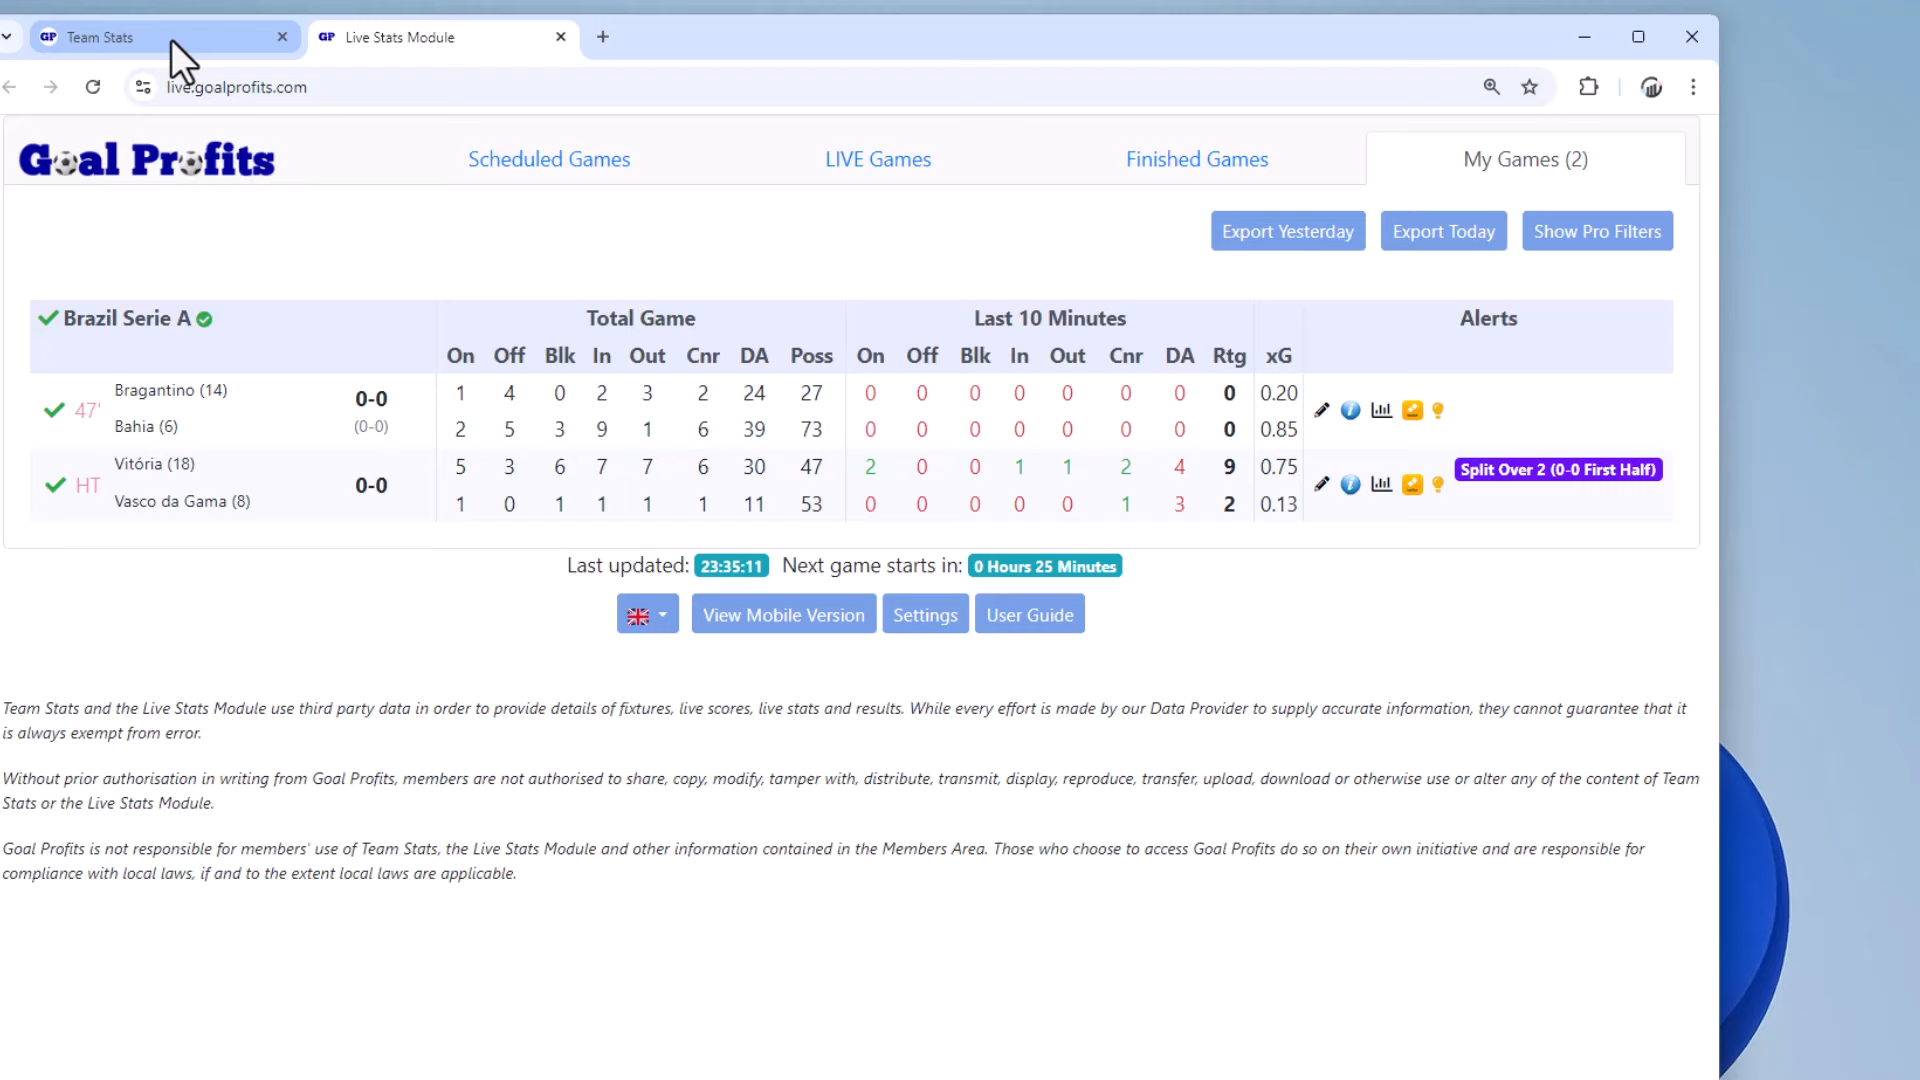 GP Team Stats
GP Live Stats Module
live.goalprofits.com
Goal Profits
Scheduled Games
LIVE Games
Finished Games
My Games (2)
Export Yesterday
Export Today
Show Pro Filters
Brazil Serie A
Total Game
Last 10 Minutes
Alerts
On Off Blk In Out Cnr DA Poss On Off Blk In Out Cnr DA Rtg xG
47' Bragantino (14) 0-0 1 4 0 2 3 2 24 27 0 0 0 0 0 0 0 0 0.20
Bahia (6) (0-0) 2 5 3 9 1 6 39 73 0 0 0 0 0 0 0 0 0.85
HT Vitória (18) 0-0 5 3 6 7 7 6 30 47 2 0 0 1 1 2 4 9 0.75 Split Over 2 (0-0 First Half)
Vasco da Gama (8) 1 0 1 1 1 1 11 53 0 0 0 0 0 1 3 2 0.13
Last updated: 23:35:11 Next game starts in: 0 Hours 25 Minutes
View Mobile Version
Settings
User Guide
Team Stats and the Live Stats Module use third party data in order to provide details of fixtures, live scores, live stats and results. While every effort is made by our Data Provider to supply accurate information, they cannot guarantee that it
is always exempt from error.
Without prior authorisation in writing from Goal Profits, members are not authorised to share, copy, modify, tamper with, distribute, transmit, display, reproduce, transfer, upload, download or otherwise use or alter any of the content of Team
Stats or the Live Stats Module.
Goal Profits is not responsible for members' use of Team Stats, the Live Stats Module and other information contained in the Members Area. Those who choose to access Goal Profits do so on their own initiative and are responsible for
compliance with local laws, if and to the extent local laws are applicable.